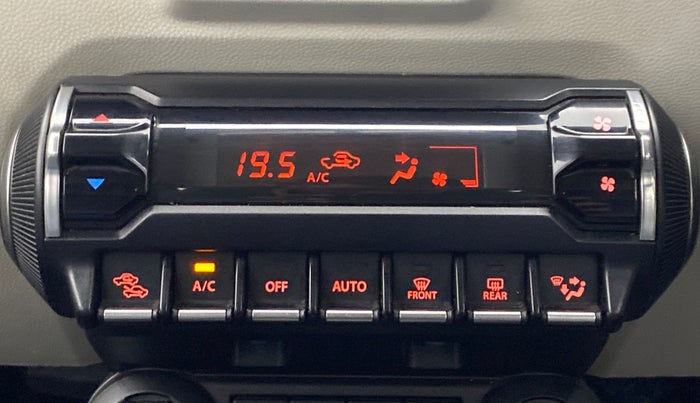 19.5 A/C
A/C OFF AUTO FRONT REAR